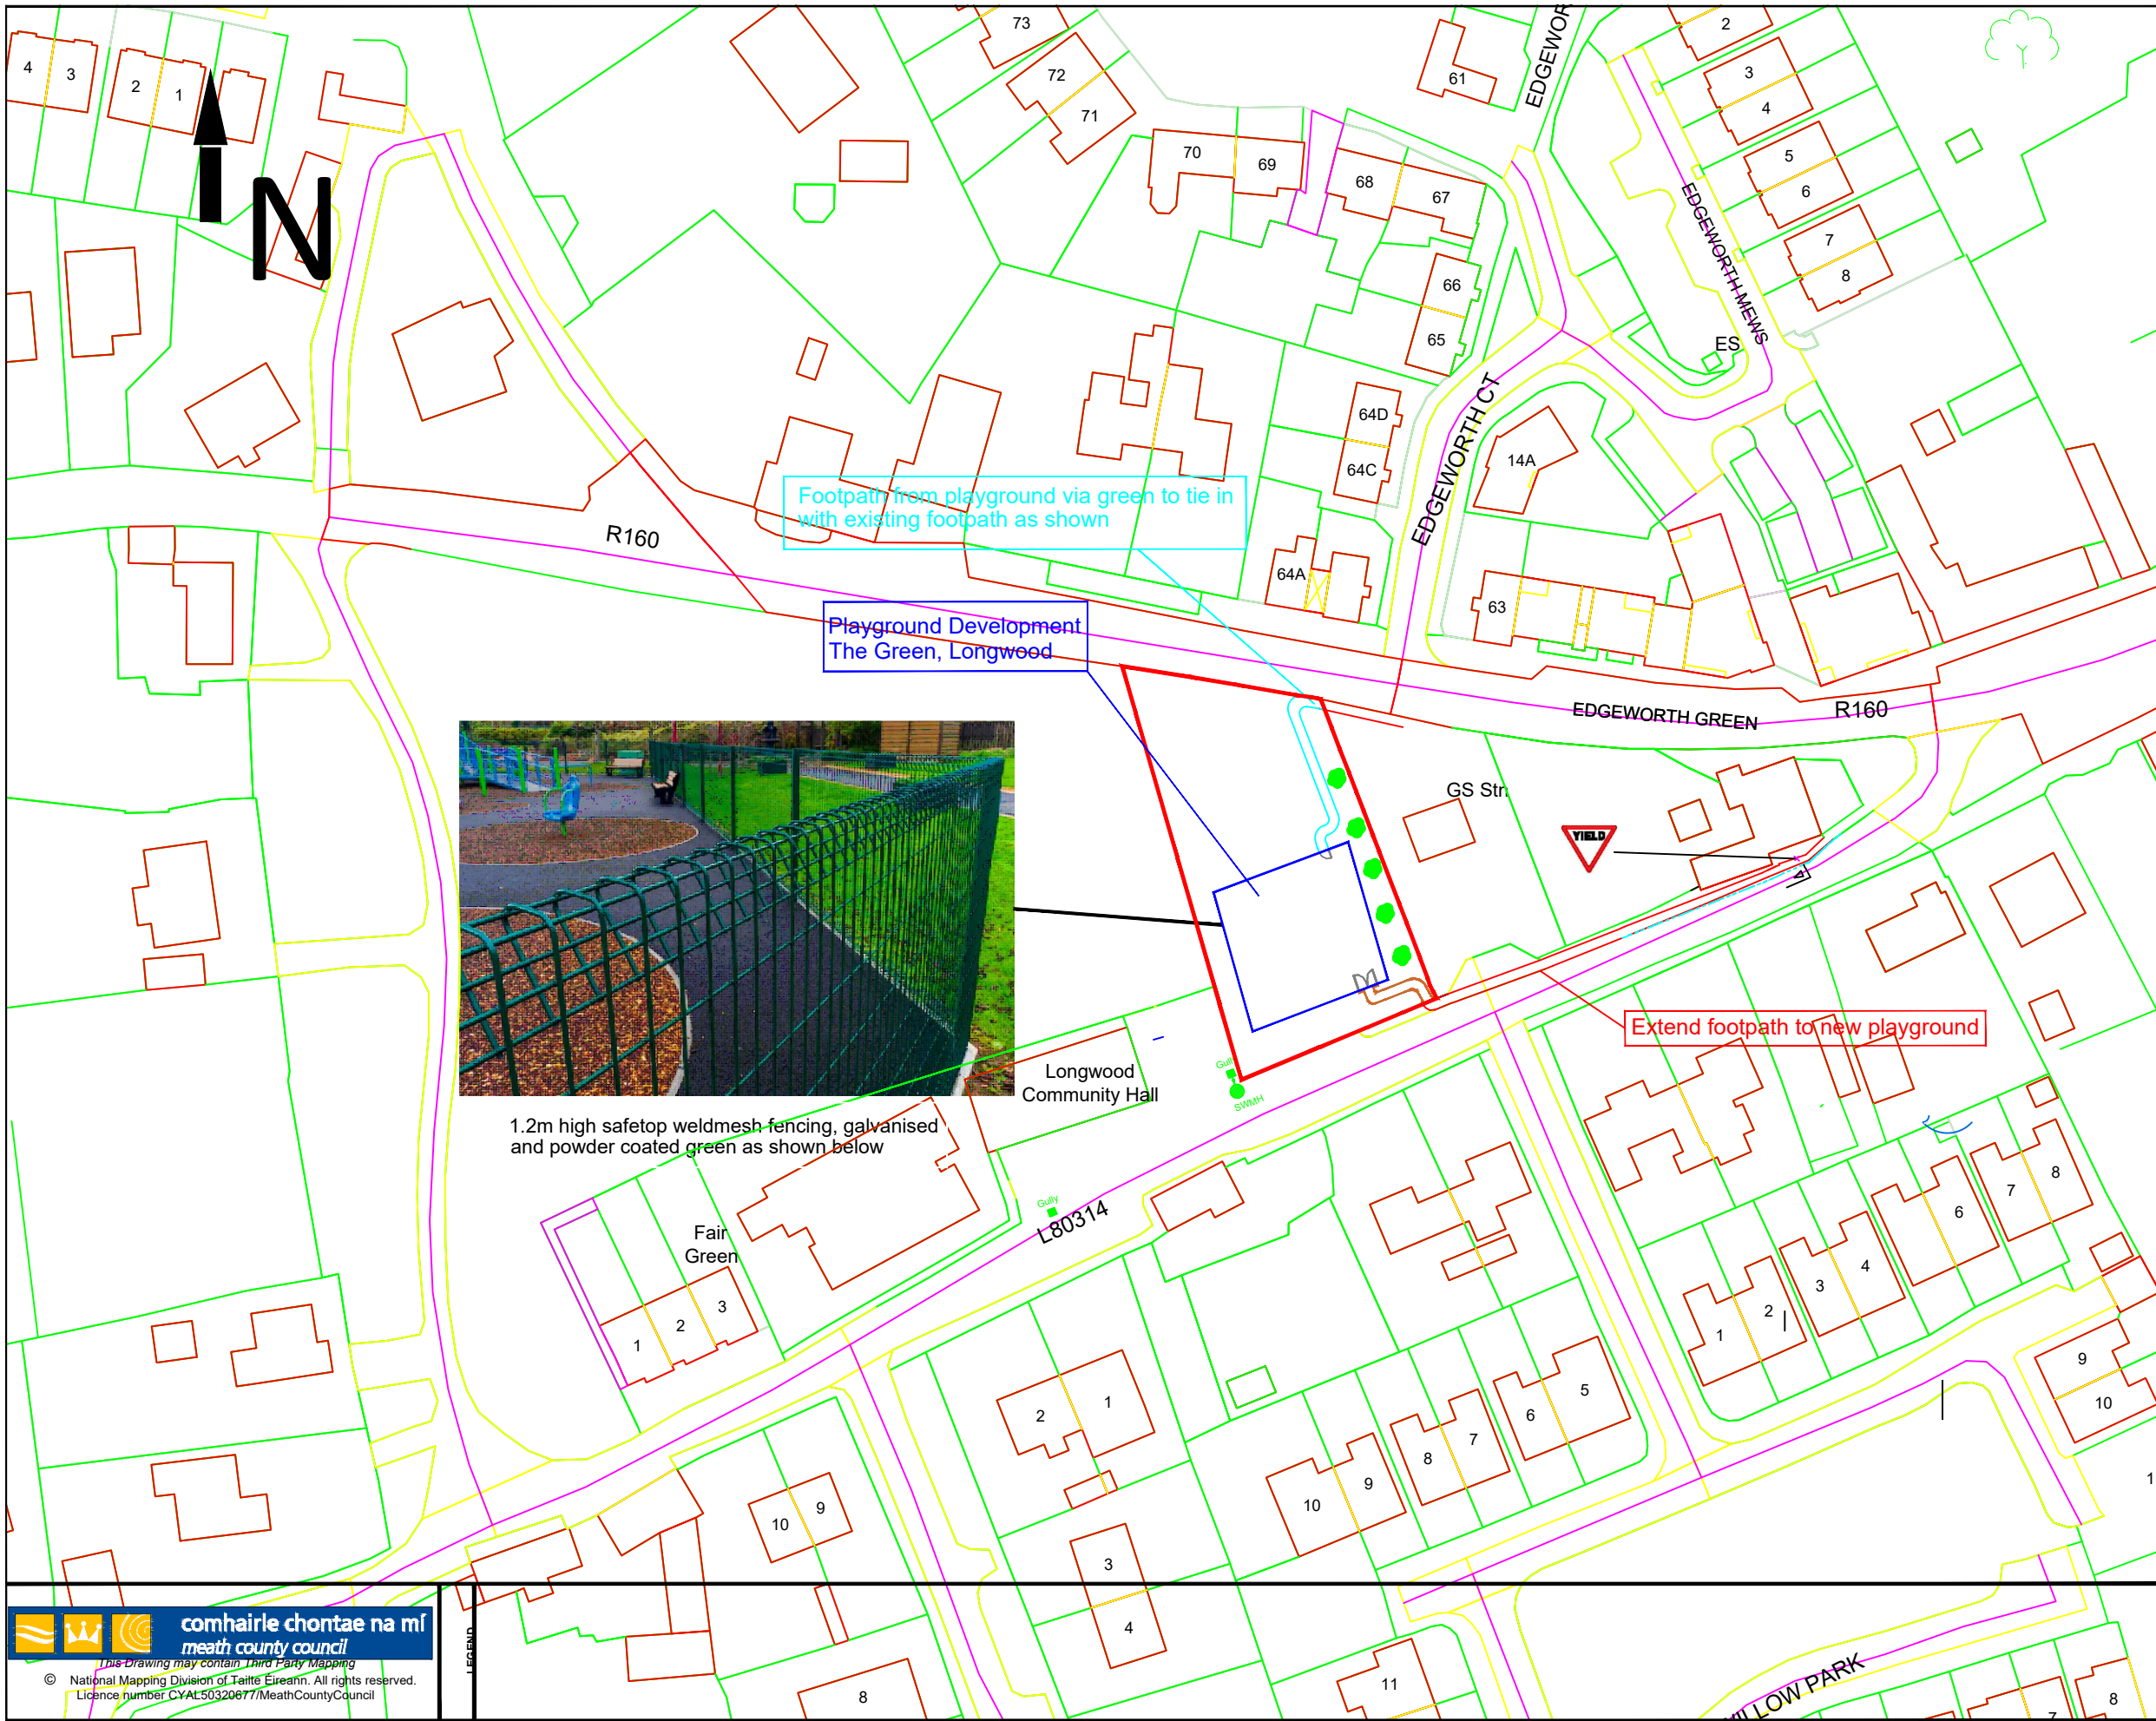 73
2
4
3
2
1
72
71
61
EDGEWOR
3
4
5
6
7
8
70
69
68
67
66
65
N
EDGEWORTH MEWS
ES
64D
64C
EDGEWORTH CT
14A
Footpath from playground via green to tie in
with existing footpath as shown
R160
64A
63
Playground Development
The Green, Longwood
EDGEWORTH GREEN
R160
GS Stn
YIELD
Extend footpath to new playground
Longwood
Community Hall
Gully
SWMH
1.2m high safetop weldmesh fencing, galvanised
and powder coated green as shown below
Gully
L80314
Fair
Green
1
2
3
1
2
3
4
6
7
8
9
10
2
1
10
9
8
7
6
5
10
9
3
4
11
8
1
WILLOW PARK
7
8
comhairle chontae na mí
meath county council
This Drawing may contain Third Party Mapping
© National Mapping Division of Tailte Éireann. All rights reserved.
Licence number CYAL50320677/MeathCountyCouncil
LEGEND